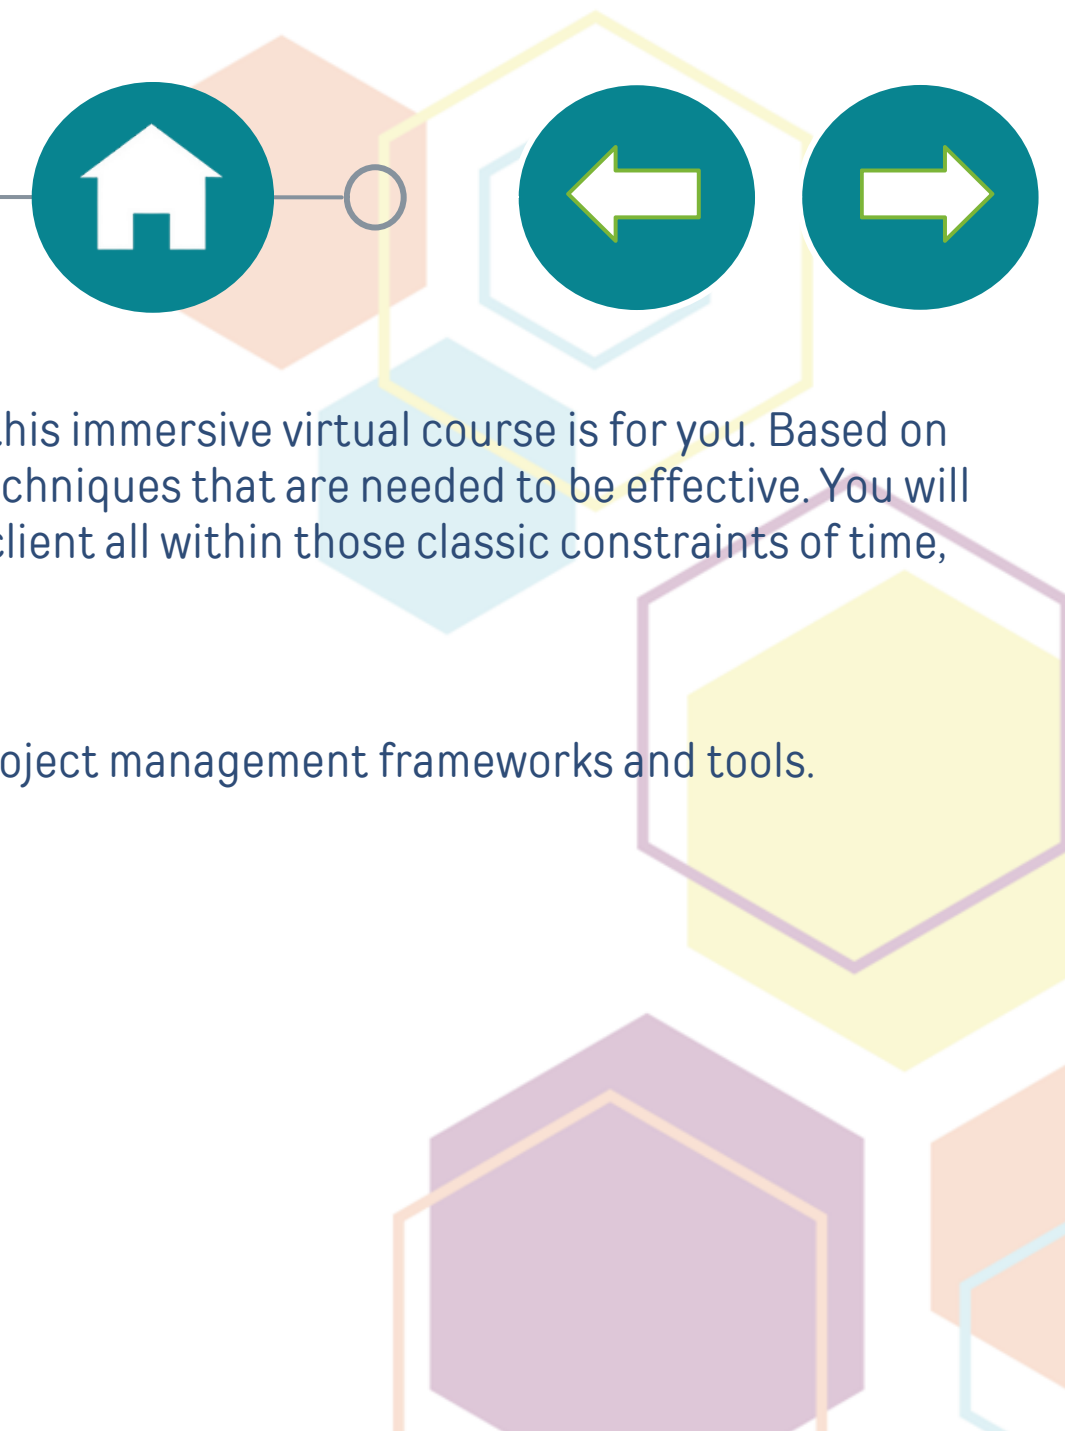 this immersive virtual course is for you. Based on
chniques that are needed to be effective. You will
client all within those classic constraints of time,
oject management frameworks and tools.